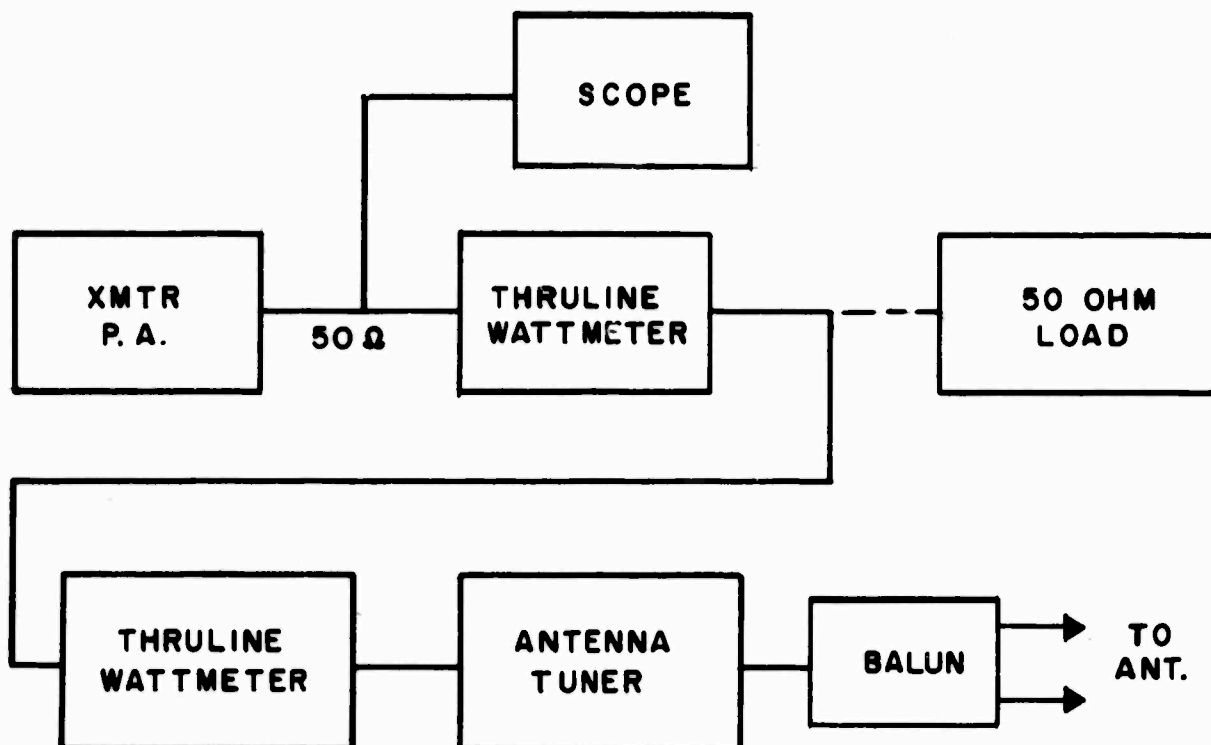 SCOPE
XMTR
P. A.
50 Ω
THRULINE
WATTMETER
50 OHM
LOAD
THRULINE
WATTMETER
ANTENNA
TUNER
BALUN
TO
ANT.